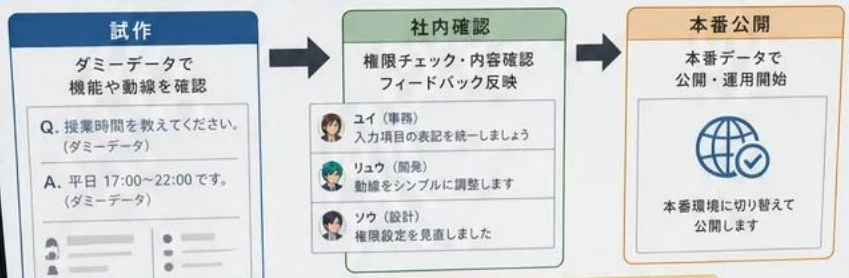 試作
ダミーデータで
機能や動線を確認
Q. 授業時間を教えてください。
(ダミーデータ)
A. 平日 17:00~22:00 です。
(ダミーデータ)
社内確認
権限チェック・内容確認
フィードバック反映
ユイ（事務）
入力項目の表記を統一しましょう
リュウ（開発）
動線をシンプルに調整します
ソウ（設計）
権限設定を見直しました
本番公開
本番データで
公開・運用開始
本番環境に切り替えて
公開します